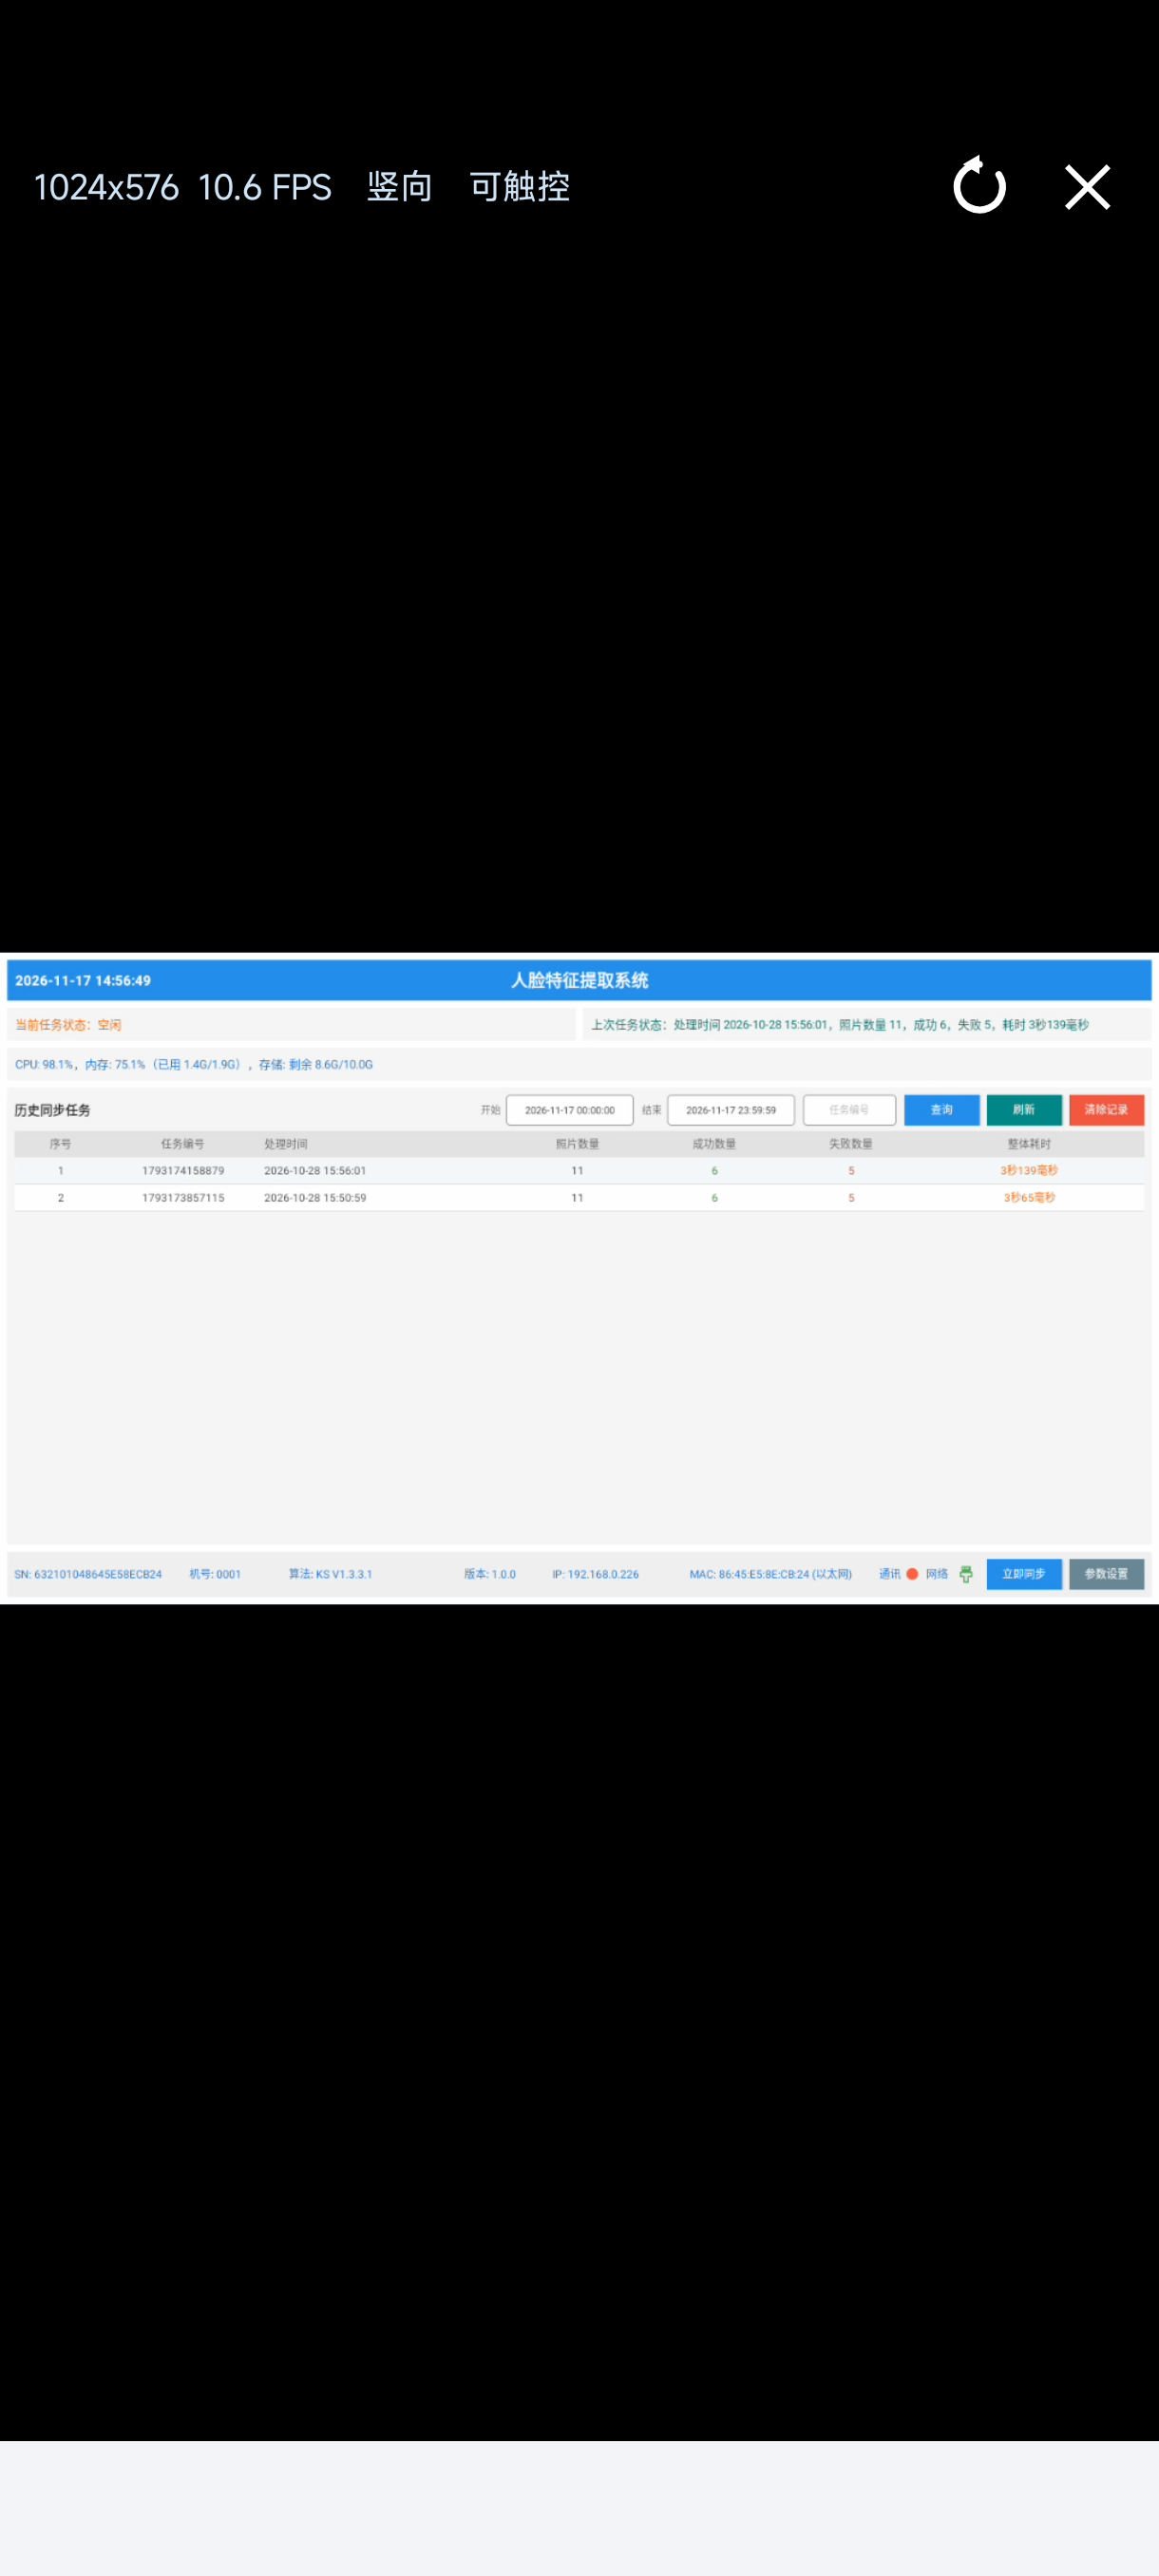 1024x576 10.6 FPS 竖向 可触控
2026-11-17 14:56:49 人脸特征提取系统
当前任务状态：空闲 上次任务状态：处理时间 2026-10-28 15:56:01，照片数量 11，成功 6，失败 5，耗时 3秒139毫秒
CPU: 98.1%，内存: 75.1%（已用 1.4G/1.9G），存储: 剩余 8.6G/10.0G
历史同步任务 开始 2026-11-17 00:00:00 结束 2026-11-17 23:59:59 任务编号 查询 刷新 清除记录
序号 任务编号 处理时间 照片数量 成功数量 失败数量 整体耗时
1 1793174158879 2026-10-28 15:56:01 11 6 5 3秒139毫秒
2 1793173857115 2026-10-28 15:50:59 11 6 5 3秒65毫秒
SN: 632101048645E58ECB24 机号: 0001 算法: KS V1.3.3.1 版本: 1.0.0 IP: 192.168.0.226 MAC: 86:45:E5:8E:CB:24 (以太网) 通讯 网络 立即同步 参数设置